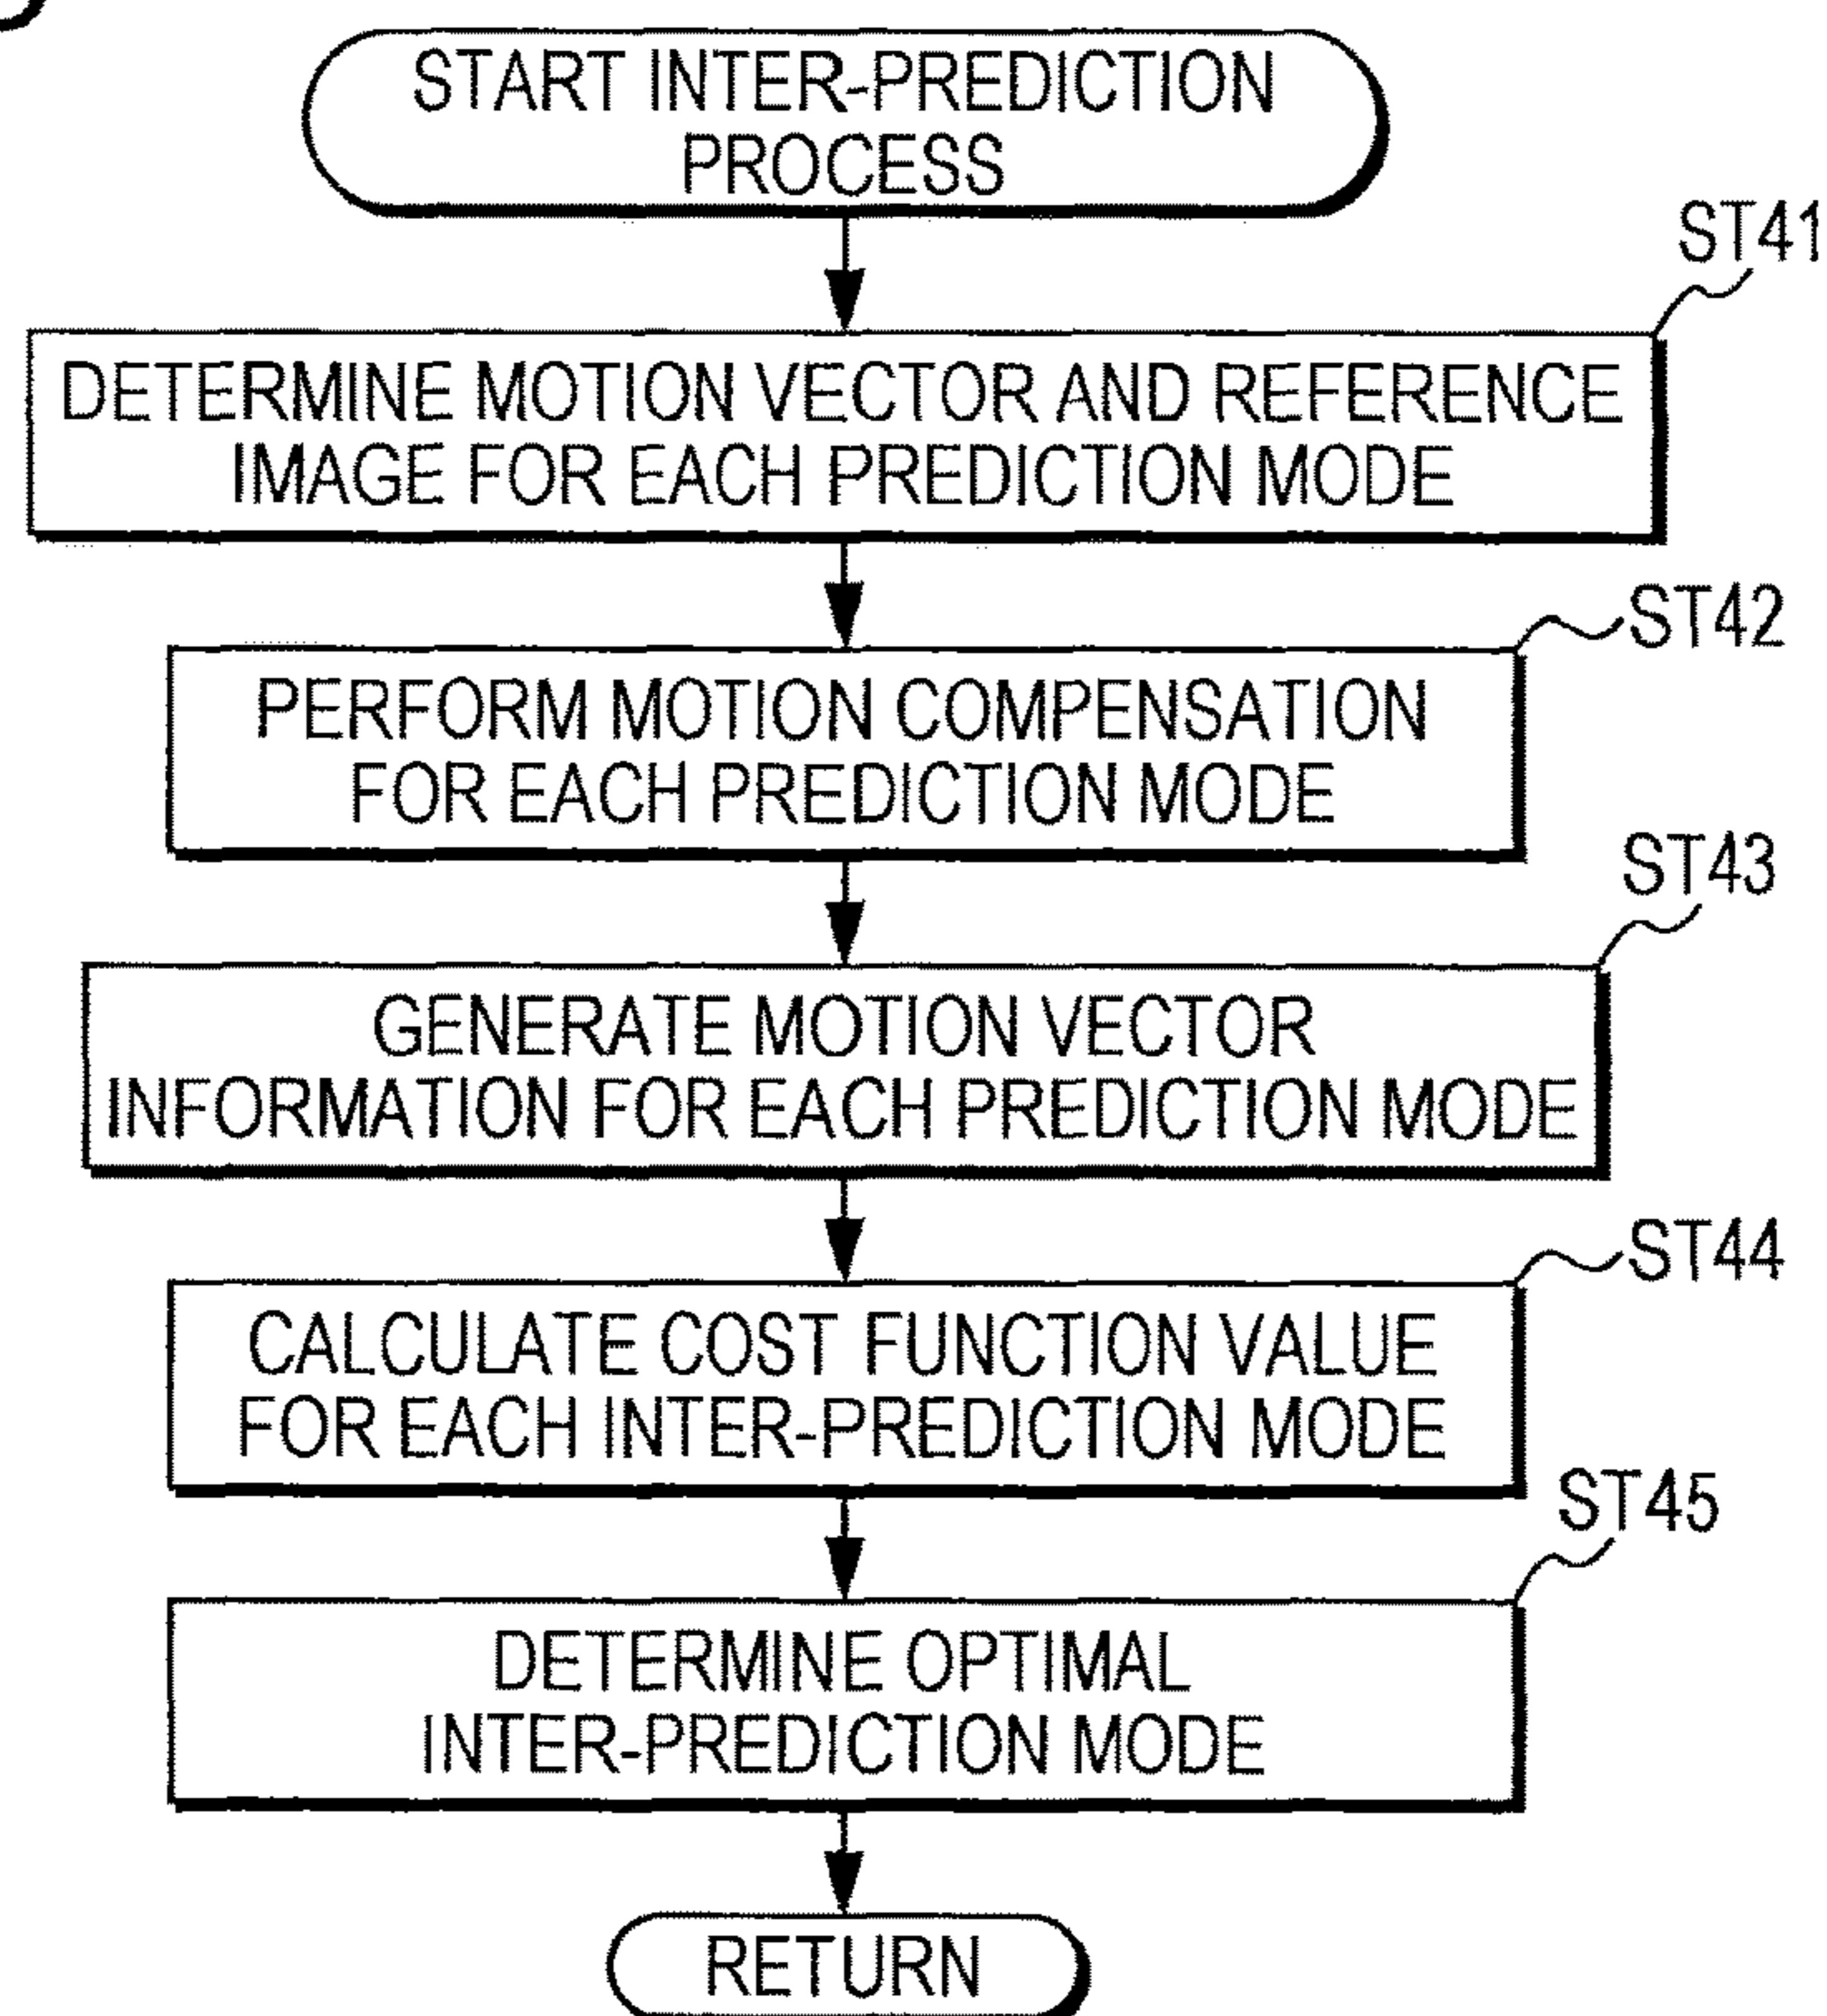 START INTER-PREDICTION
PROCESS
ST41
DETERMINE MOTION VECTOR AND REFERENCE
IMAGE FOR EACH PREDICTION MODE
ST42
PERFORM MOTION COMPENSATION
FOR EACH PREDICTION MODE
ST43
GENERATE MOTION VECTOR
INFORMATION FOR EACH PREDICTION MODE
ST44
CALCULATE COST FUNCTION VALUE
FOR EACH INTER-PREDICTION MODE
ST45
DETERMINE OPTIMAL
INTER-PREDICTION MODE
RETURN